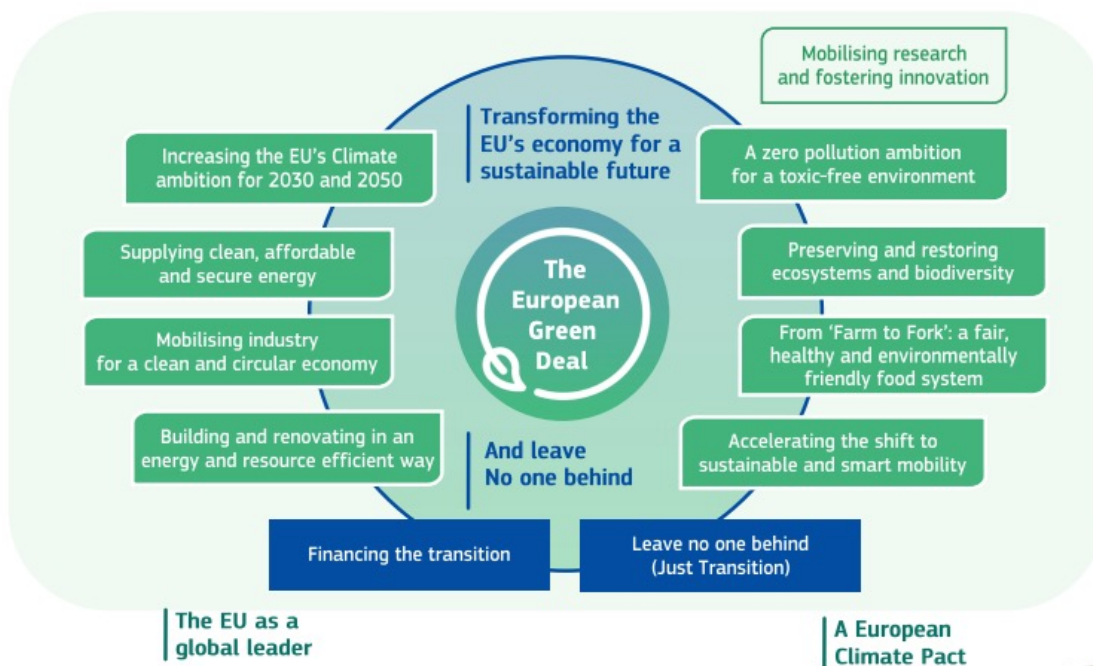 Mobilising research
and fostering innovation
Transforming the
EU's economy for a
sustainable future
Increasing the EU's Climate
ambition for 2030 and 2050
Supplying clean, affordable
and secure energy
Mobilising industry
for a clean and circular economy
Building and renovating in an
energy and resource efficient way
The
European
Green
Deal
A zero pollution ambition
for a toxic-free environment
Preserving and restoring
ecosystems and biodiversity
From ‘Farm to Fork’: a fair,
healthy and environmentally
friendly food system
Accelerating the shift to
sustainable and smart mobility
And leave
No one behind
Financing the transition
Leave no one behind
(Just Transition)
The EU as a
global leader
A European
Climate Pact